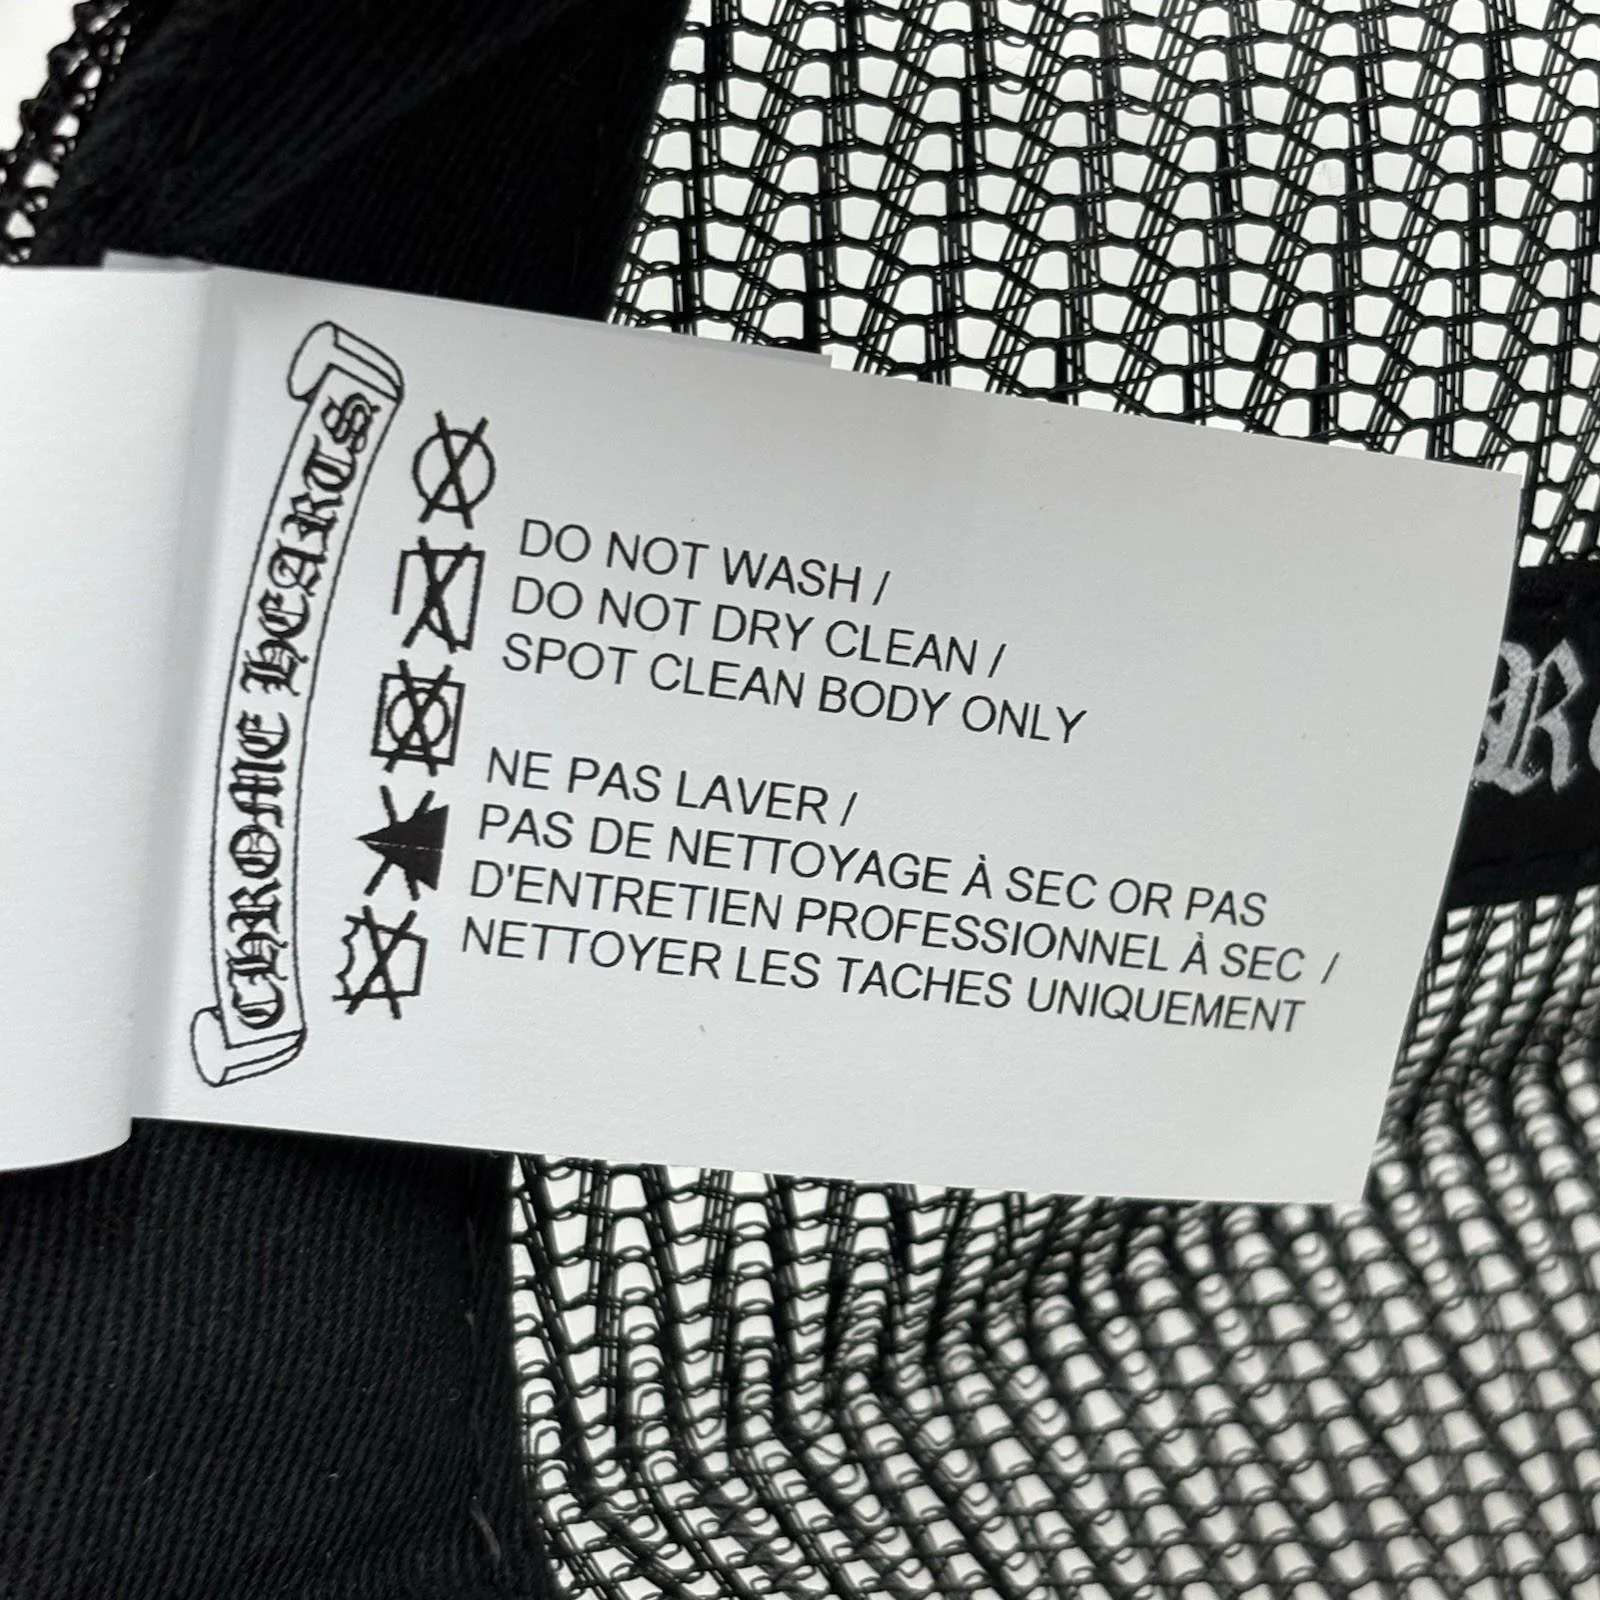 CHROME HEARTS
DO NOT WASH /
DO NOT DRY CLEAN /
SPOT CLEAN BODY ONLY
NE PAS LAVER /
PAS DE NETTOYAGE À SEC OR PAS
D'ENTRETIEN PROFESSIONNEL À SEC /
NETTOYER LES TACHES UNIQUEMENT